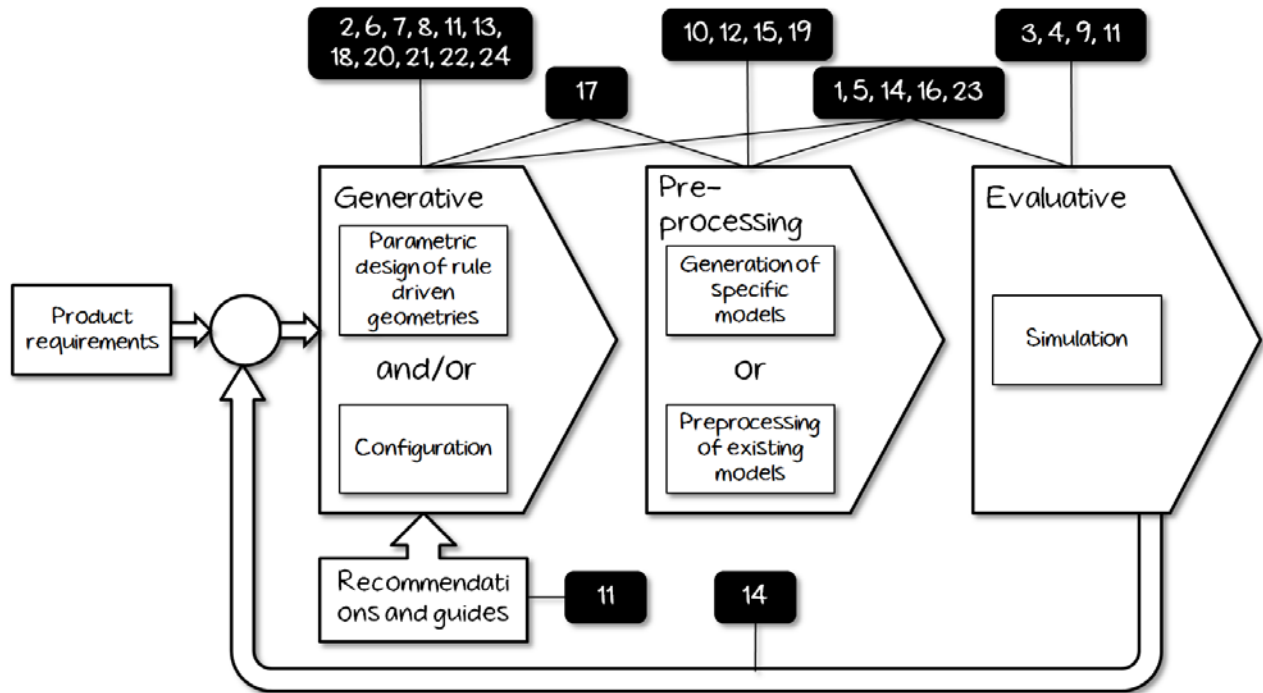 2, 6, 7, 8, 11, 13,
18, 20, 21, 22, 24
10, 12, 15, 19
3, 4, 9, 11
17
1, 5, 14, 16, 23
Generative
Parametric
design of rule
driven
geometries
and/or
Configuration
Pre-
processing
Generation of
specific
models
or
Preprocessing
of existing
models
Evaluative
Simulation
Product
requirements
Recommendati
ons and guides
11
14